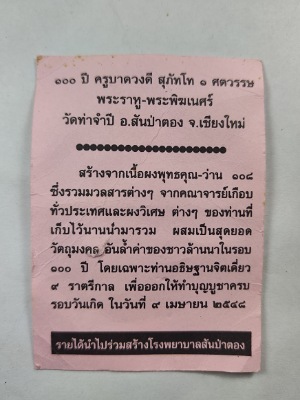 ๑๐๐ ปี ครูบาดวงดี สุภัทโท ๑ ศตวรรษ
พระราหู-พระพิฆเนศร์
วัดท่าจำปี อ.สันป่าตอง จ.เชียงใหม่
สร้างจากเนื้อผงพุทธคุณ-ว่าน ๑๐๘
ซึ่งรวมมวลสารต่างๆ จากคณาจารย์เกือบ
ทั่วประเทศและผงวิเศษ ต่างๆ ของท่านที่
เก็บไว้นานนำมารวม ผสมเป็นสุดยอด
วัตถุมงคล อันล้ำค่าของชาวล้านนาในรอบ
๑๐๐ ปี โดยเฉพาะท่านอธิษฐานจิตเดี่ยว
๙ ราตรีกาล เพื่อออกให้ทำบุญบูชาครบ
รอบวันเกิด ในวันที่ ๙ เมษายน ๒๕๔๘
รายได้นำไปร่วมสร้างโรงพยาบาลสันป่าตอง